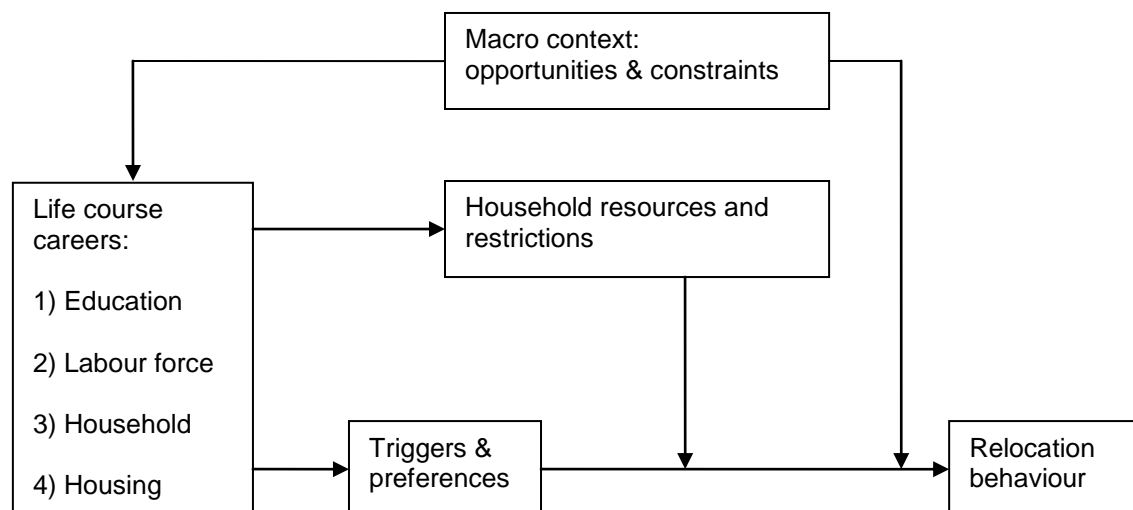 Macro context:
opportunities & constraints
Life course
careers:
1) Education
2) Labour force
3) Household
4) Housing
Household resources and
restrictions
Triggers &
preferences
Relocation
behaviour